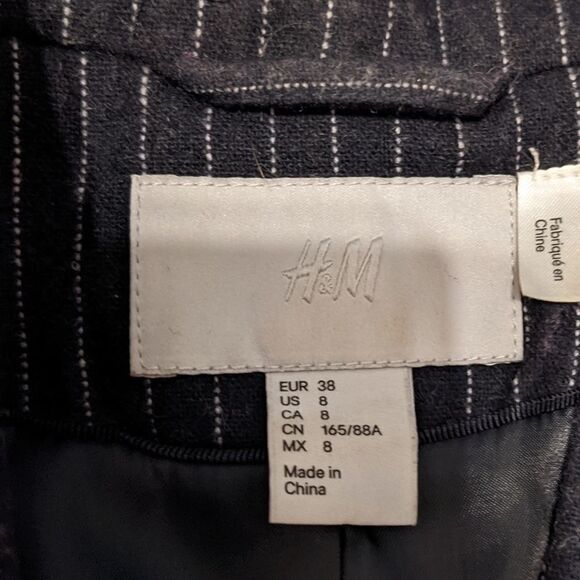 H&M
EUR 38
US 8
CA 8
CN 165/88A
MX 8
Made in
China
Fabriqué en
Chine